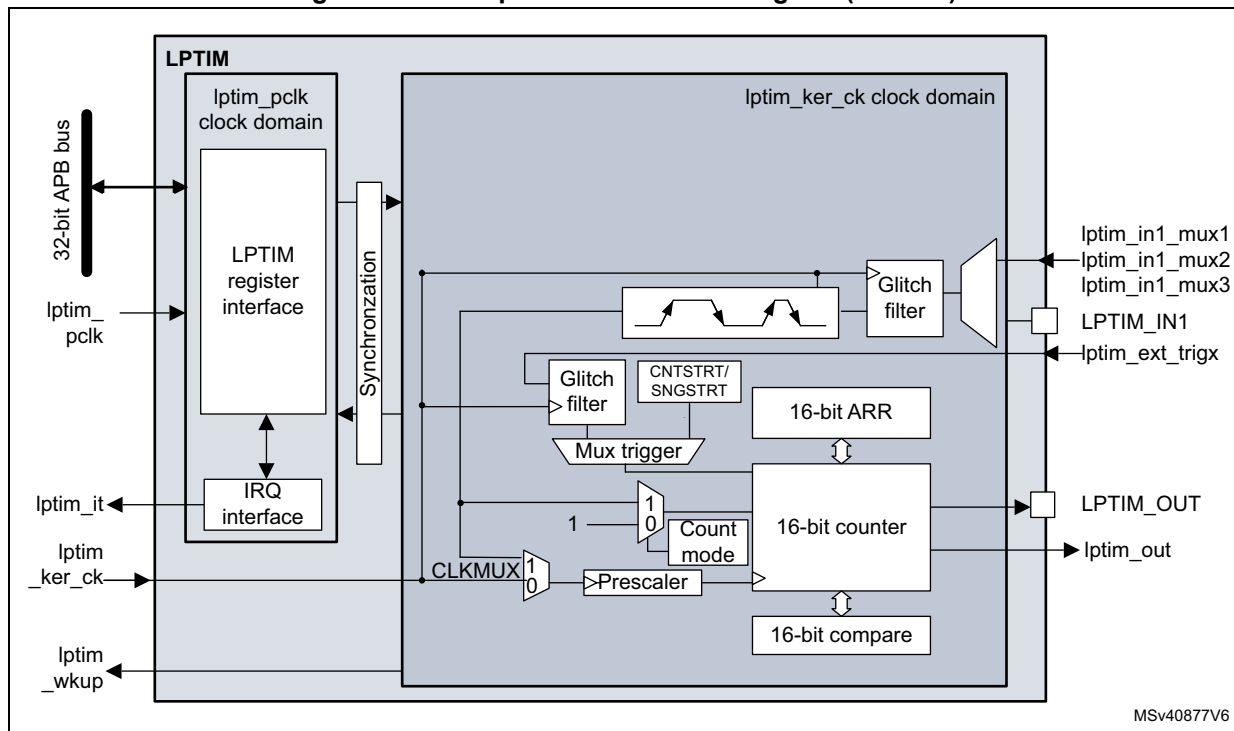 LPTIM
lptim_pclk
clock domain
lptim_ker_ck clock domain
32-bit APB bus
LPTIM
register
interface
Synchronzation
lptim_
pclk
IRQ
interface
lptim_it
lptim
_ker_ck
lptim
_wkup
Glitch
filter
lptim_in1_mux1
lptim_in1_mux2
lptim_in1_mux3
LPTIM_IN1
lptim_ext_trigx
Glitch
filter
CNTSTRT/
SNGSTRT
Mux trigger
16-bit ARR
1
0
1
Count
mode
16-bit counter
LPTIM_OUT
lptim_out
CLKMUX
1
0
Prescaler
16-bit compare
MSv40877V6